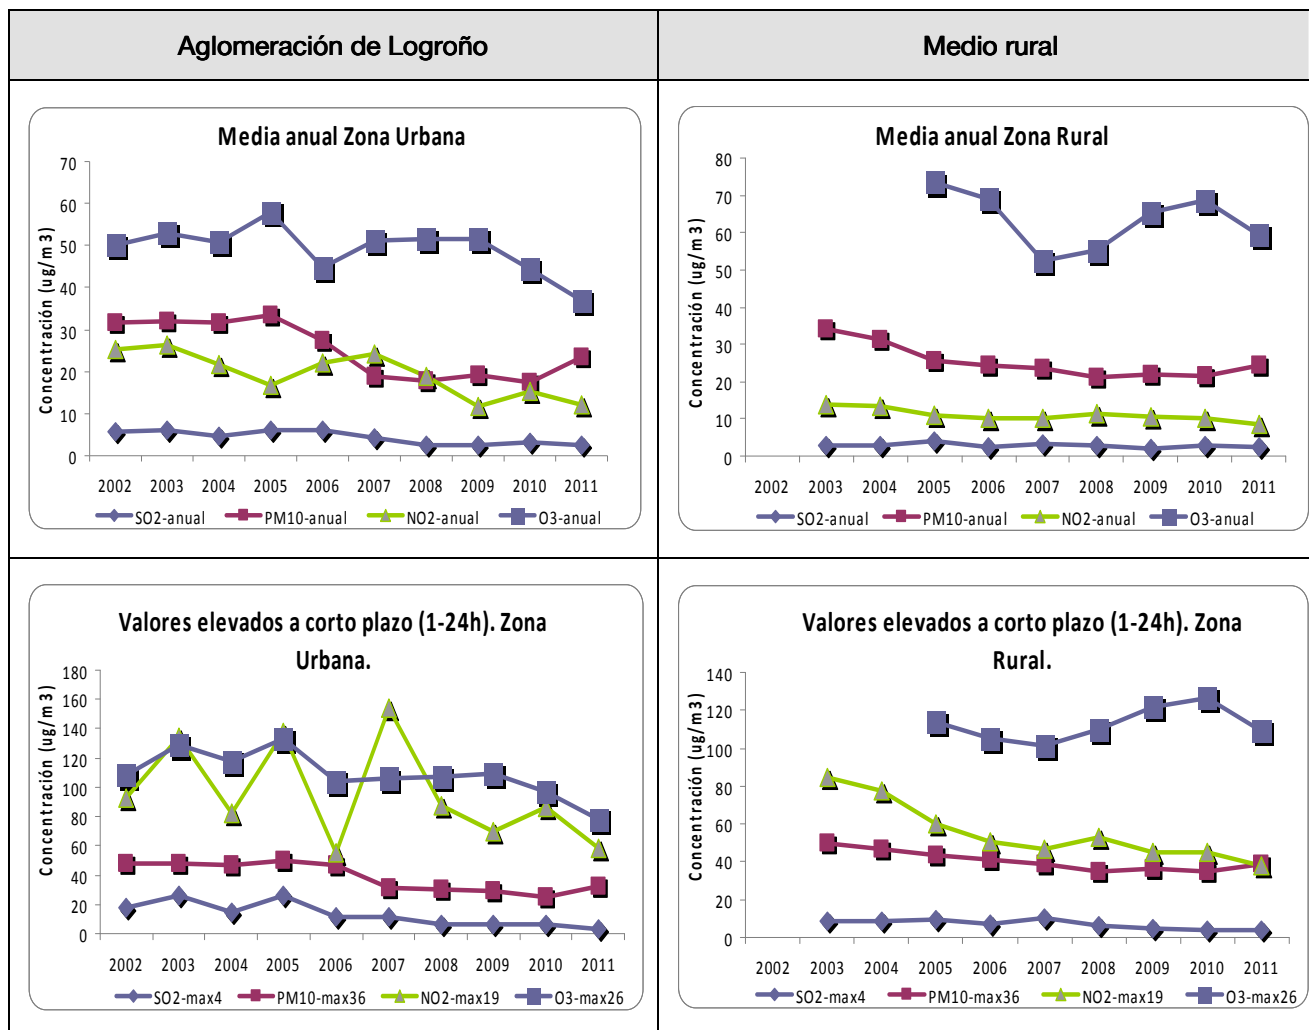 Aglomeración de Logroño
Medio rural
Media anual Zona Urbana
Concentración (ug/m3)
70
60
50
40
30
20
10
0
2002 2003 2004 2005 2006 2007 2008 2009 2010 2011
SO2-anual PM10-anual NO2-anual O3-anual
Media anual Zona Rural
Concentración (ug/m3)
80
70
60
50
40
30
20
10
0
2002 2003 2004 2005 2006 2007 2008 2009 2010 2011
SO2-anual PM10-anual NO2-anual O3-anual
Valores elevados a corto plazo (1-24h). Zona
Urbana.
Concentración (ug/m3)
180
160
140
120
100
80
60
40
20
0
2002 2003 2004 2005 2006 2007 2008 2009 2010 2011
SO2-max4 PM10-max36 NO2-max19 O3-max26
Valores elevados a corto plazo (1-24h). Zona
Rural.
Concentración (ug/m3)
140
120
100
80
60
40
20
0
2002 2003 2004 2005 2006 2007 2008 2009 2010 2011
SO2-max4 PM10-max36 NO2-max19 O3-max26